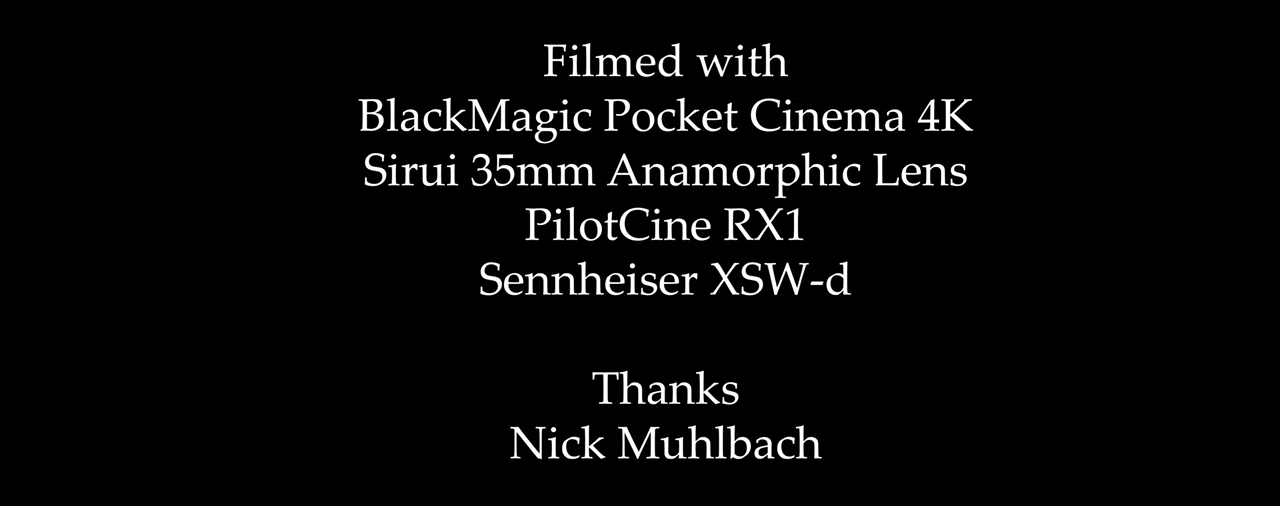 Filmed with
BlackMagic Pocket Cinema 4K
Sirui 35mm Anamorphic Lens
PilotCine RX1
Sennheiser XSW-d
Thanks
Nick Muhlbach